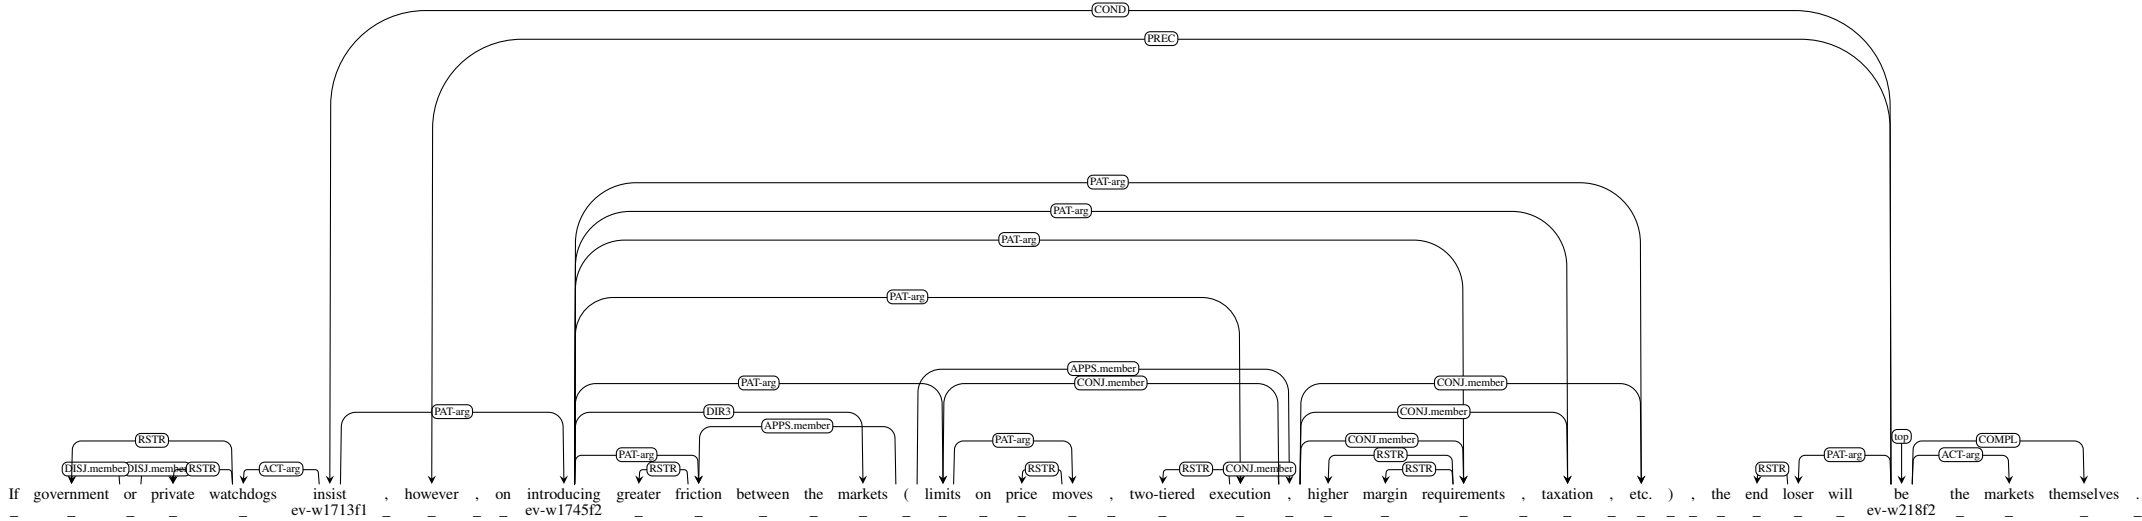 COND
PREC
PAT-arg
PAT-arg
PAT-arg
PAT-arg
APPS.member
PAT-arg CONJ.member CONJ.member
PAT-arg DIR3 CONJ.member
APPS.member
top
RSTR PAT-arg CONJ.member COMPL
PAT-arg RSTR PAT-arg ACT-arg
DISJ.member DISJ.member RSTR ACT-arg RSTR RSTR RSTR CONJ.member RSTR RSTR
If government or private watchdogs insist , however , on introducing greater friction between the markets ( limits on price moves , two-tiered execution , higher margin requirements , taxation , etc. ) , the end loser will be the markets themselves .
_ _ _ _ _ ev-w1713f1 _ _ _ _ ev-w1745f2 _ _ _ _ _ _ _ _ _ _ _ _ _ _ _ _ _ _ _ _ _ _ _ _ _ _ _ ev-w218f2 _ _ _ _